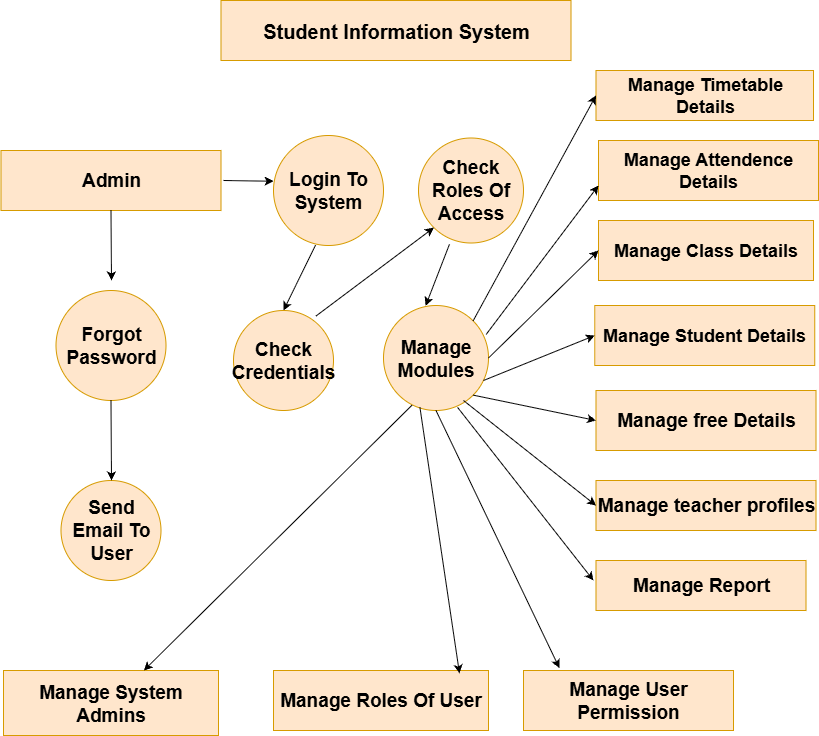 Student Information System
Manage Timetable
Details
Admin
Login To
System
Check
Roles Of
Access
Manage Attendence
Details
Manage Class Details
Forgot
Password
Check
Credentials
Manage
Modules
Manage Student Details
Manage free Details
Manage teacher profiles
Send
Email To
User
Manage Report
Manage System
Admins
Manage Roles Of User
Manage User
Permission